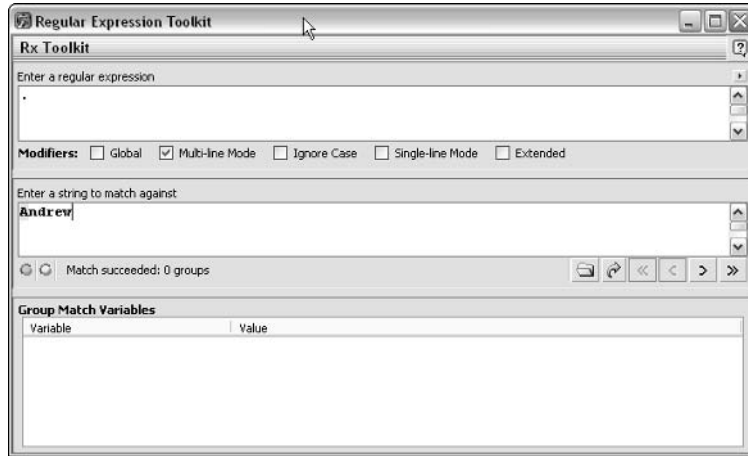 Regular Expression Toolkit
Rx Toolkit
Enter a regular expression
.
Modifiers: Global Multi-line Mode Ignore Case Single-line Mode Extended
Enter a string to match against
Andrew
Match succeeded: 0 groups
Group Match Variables
Variable Value